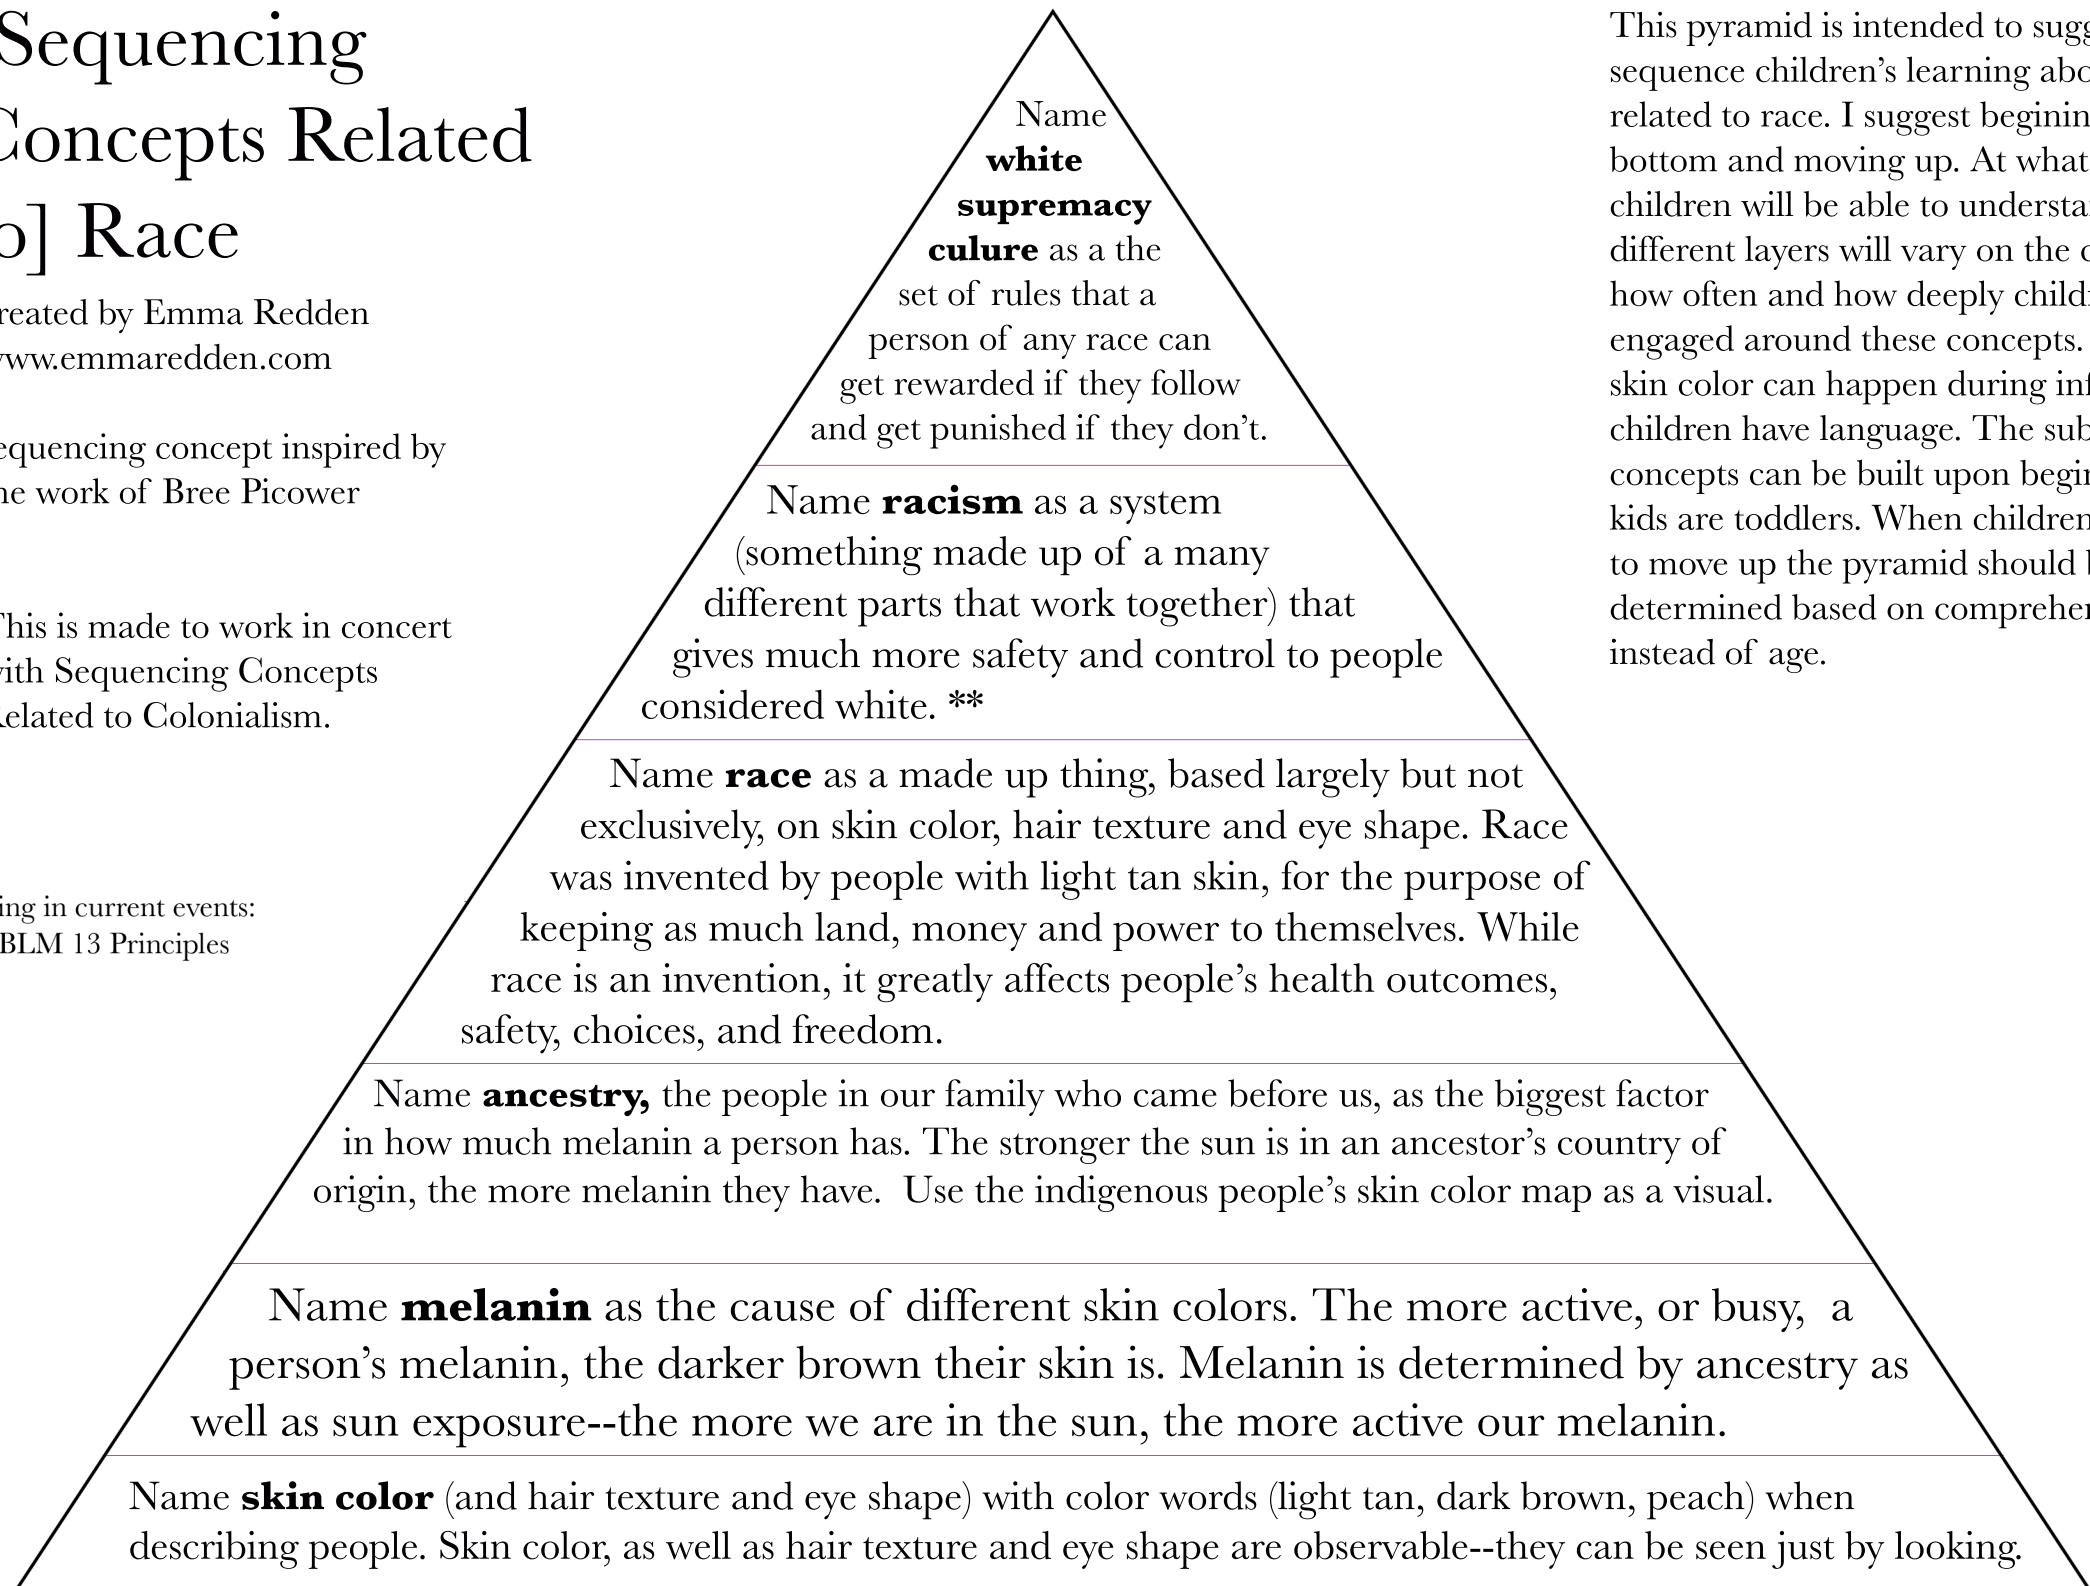 Sequencing
Concepts Related
o] Race
reated by Emma Redden
www.emmaredden.com
equencing concept inspired by
he work of Bree Picower
This is made to work in concert
with Sequencing Concepts
Related to Colonialism.
ing in current events:
BLM 13 Principles
Name
white
supremacy
culure as a the
set of rules that a
person of any race can
get rewarded if they follow
and get punished if they don't.
Name racism as a system
(something made up of a many
different parts that work together) that
gives much more safety and control to people
considered white. **
Name race as a made up thing, based largely but not
exclusively, on skin color, hair texture and eye shape. Race
was invented by people with light tan skin, for the purpose of
keeping as much land, money and power to themselves. While
race is an invention, it greatly affects people's health outcomes,
safety, choices, and freedom.
Name ancestry, the people in our family who came before us, as the biggest factor
in how much melanin a person has. The stronger the sun is in an ancestor's country of
origin, the more melanin they have. Use the indigenous people's skin color map as a visual.
Name melanin as the cause of different skin colors. The more active, or busy, a
person's melanin, the darker brown their skin is. Melanin is determined by ancestry as
well as sun exposure--the more we are in the sun, the more active our melanin.
Name skin color (and hair texture and eye shape) with color words (light tan, dark brown, peach) when
describing people. Skin color, as well as hair texture and eye shape are observable--they can be seen just by looking.
This pyramid is intended to sugg
sequence children's learning abo
related to race. I suggest beginin
bottom and moving up. At what
children will be able to understa
different layers will vary on the c
how often and how deeply childr
engaged around these concepts.
skin color can happen during inf
children have language. The sub
concepts can be built upon begin
kids are toddlers. When children
to move up the pyramid should b
determined based on comprehen
instead of age.